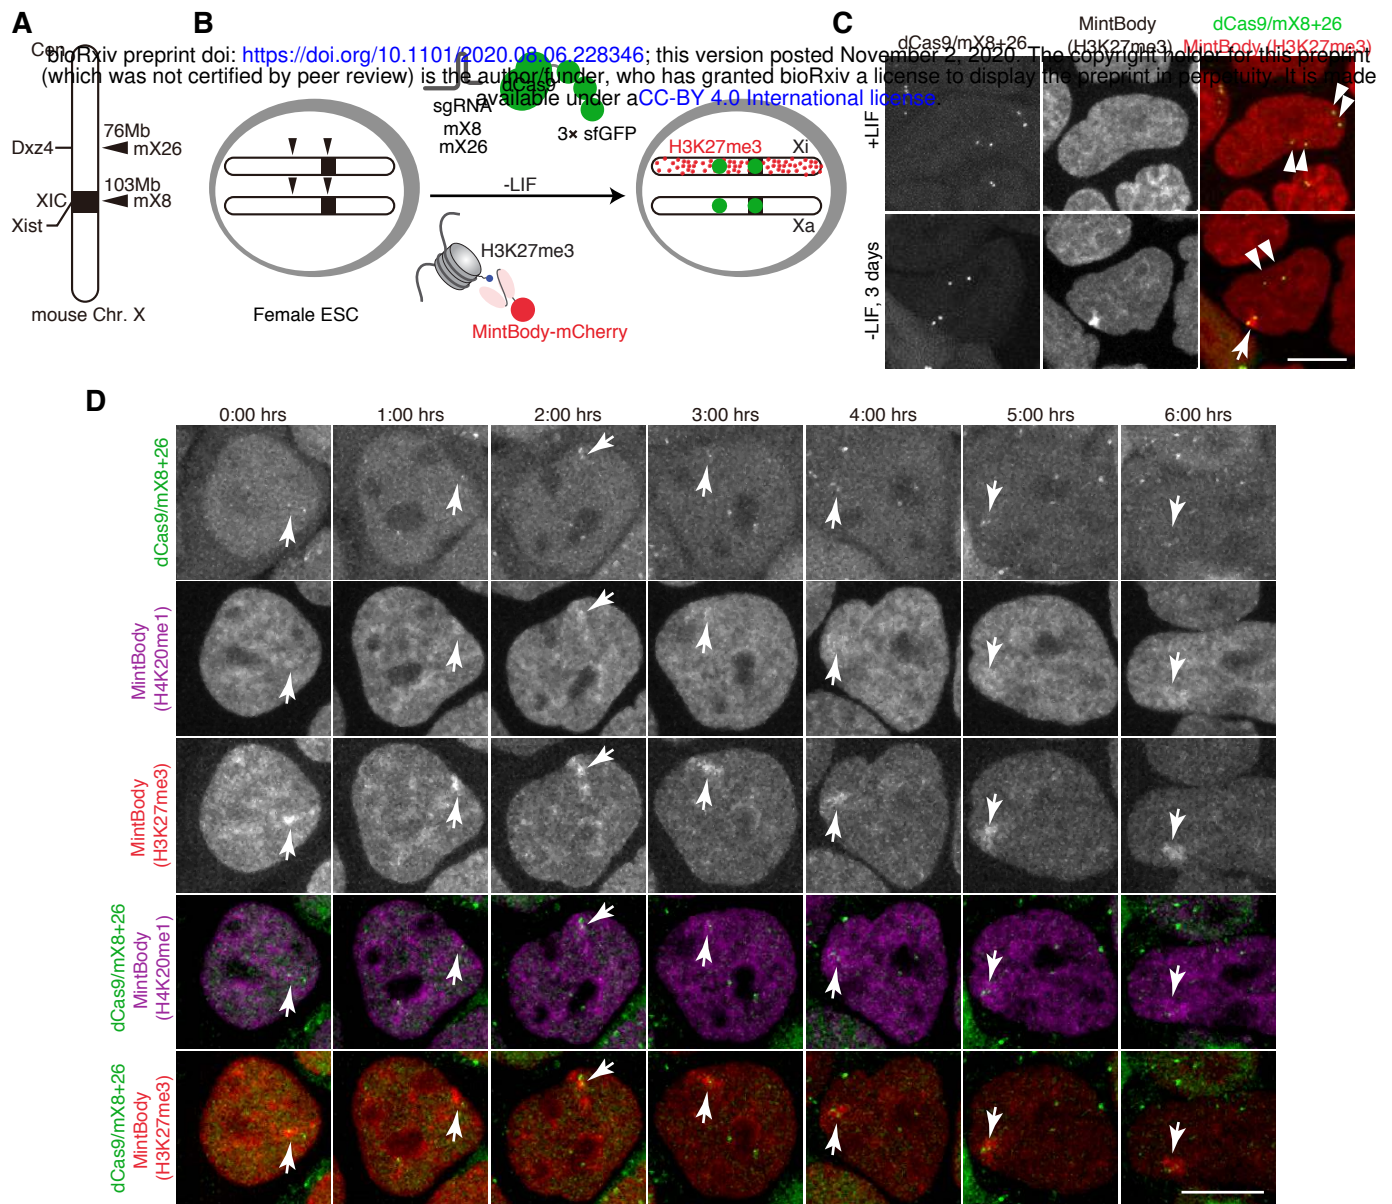 A
B
C
bioRxiv preprint doi: https://doi.org/10.1101/2020.08.06.228346; this version posted November 2, 2020. The copyright holder for this preprint
(which was not certified by peer review) is the author/funder, who has granted bioRxiv a license to display the preprint in perpetuity. It is made
available under aCC-BY 4.0 International license.
Cen
76Mb
Dxz4
mX26
103Mb
XIC
mX8
Xist
mouse Chr. X
sgRNA
mX8
mX26
dCas9
3× sfGFP
-LIF
H3K27me3
MintBody-mCherry
Female ESC
H3K27me3
Xi
Xa
dCas9/mX8+26
MintBody
(H3K27me3)
dCas9/mX8+26
MintBody (H3K27me3)
+LIF
-LIF, 3 days
D
0:00 hrs
1:00 hrs
2:00 hrs
3:00 hrs
4:00 hrs
5:00 hrs
6:00 hrs
dCas9/mX8+26
MintBody
(H4K20me1)
MintBody
(H3K27me3)
dCas9/mX8+26
MintBody
(H4K20me1)
dCas9/mX8+26
MintBody
(H3K27me3)